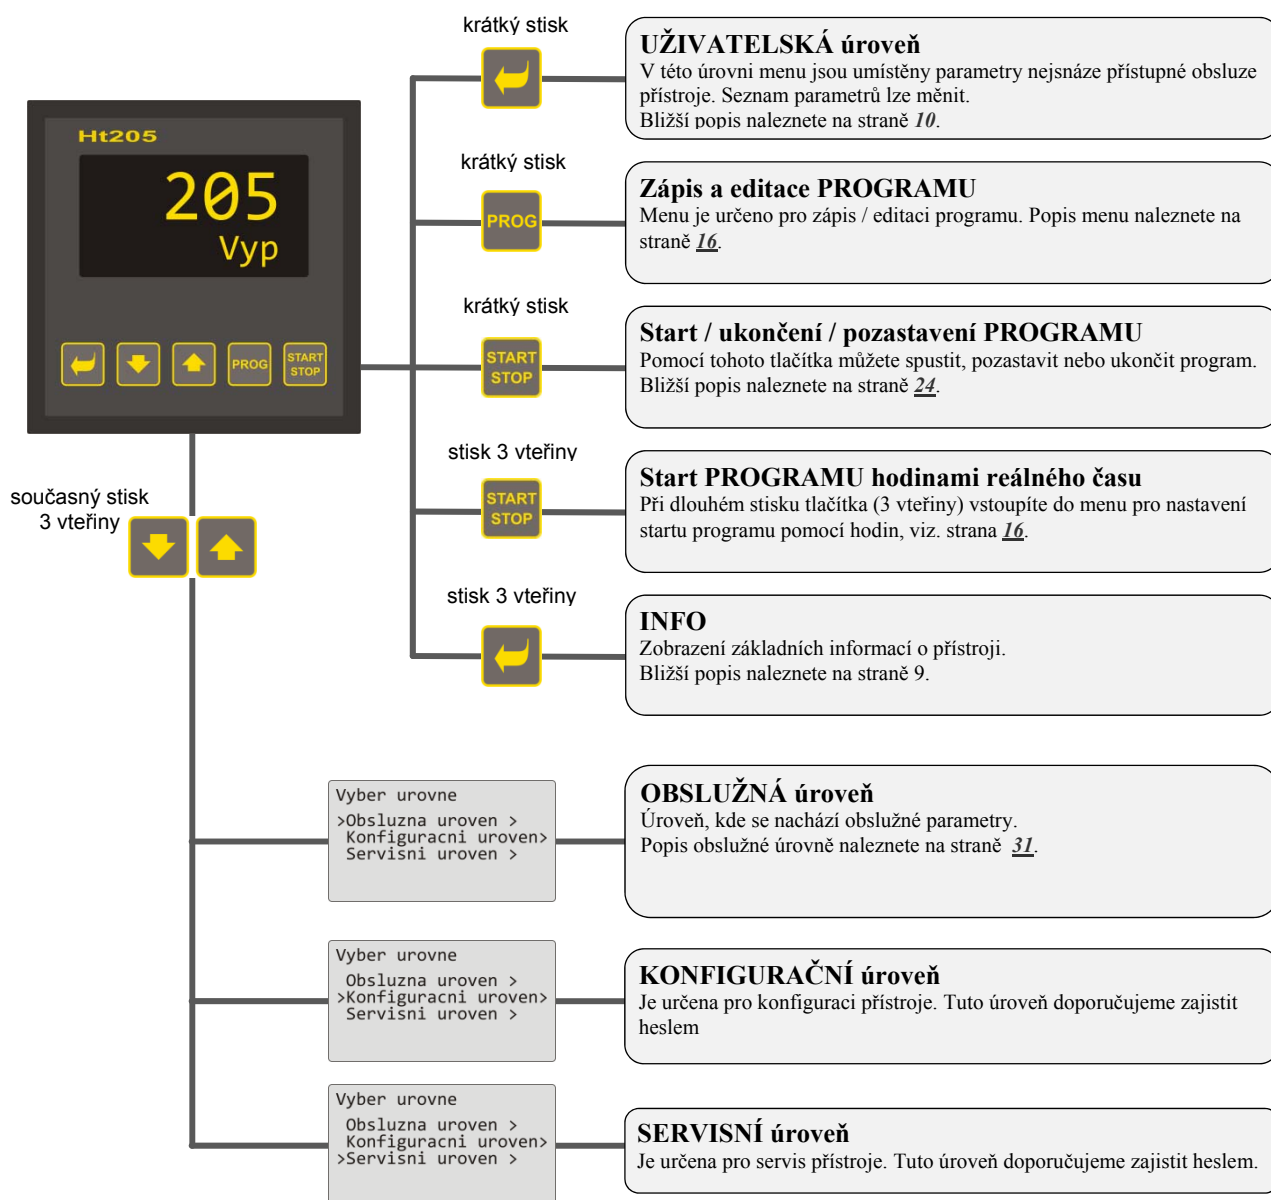 krátký stisk
UŽIVATELSKÁ úroveň
V této úrovni menu jsou umístěny parametry nejsnáze přístupné obsluze
přístroje. Seznam parametrů lze měnit.
Bližší popis naleznete na straně 10.
Ht205
205
Vyp
PROG
START
STOP
krátký stisk
PROG
Zápis a editace PROGRAMU
Menu je určeno pro zápis / editaci programu. Popis menu naleznete na
straně 16.
krátký stisk
START
STOP
Start / ukončení / pozastavení PROGRAMU
Pomocí tohoto tlačítka můžete spustit, pozastavit nebo ukončit program.
Bližší popis naleznete na straně 24.
stisk 3 vteřiny
START
STOP
Start PROGRAMU hodinami reálného času
Při dlouhém stisku tlačítka (3 vteřiny) vstoupíte do menu pro nastavení
startu programu pomocí hodin, viz. strana 16.
současný stisk
3 vteřiny
stisk 3 vteřiny
INFO
Zobrazení základních informací o přístroji.
Bližší popis naleznete na straně 9.
Vyber urovne
>Obsluzna uroven >
Konfiguracni uroven>
Servisni uroven >
OBSLUŽNÁ úroveň
Úroveň, kde se nachází obslužné parametry.
Popis obslužné úrovně naleznete na straně 31.
Vyber urovne
Obsluzna uroven >
>Konfiguracni uroven>
Servisni uroven >
KONFIGURAČNÍ úroveň
Je určena pro konfiguraci přístroje. Tuto úroveň doporučujeme zajistit
heslem
Vyber urovne
Obsluzna uroven >
Konfiguracni uroven>
>Servisni uroven >
SERVISNÍ úroveň
Je určena pro servis přístroje. Tuto úroveň doporučujeme zajistit heslem.